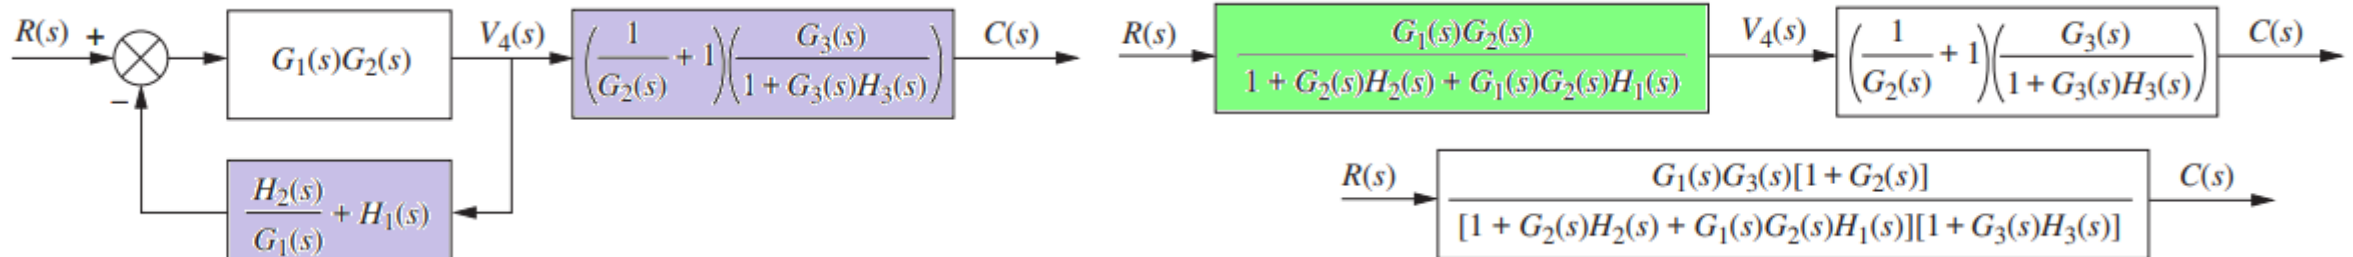 R(s) + − G₁(s)G₂(s) V₄(s) (1/G₂(s) + 1)(G₃(s)/(1 + G₃(s)H₃(s))) C(s)
H₂(s)/G₁(s) + H₁(s)
R(s) G₁(s)G₂(s)/(1 + G₂(s)H₂(s) + G₁(s)G₂(s)H₁(s)) V₄(s) (1/G₂(s) + 1)(G₃(s)/(1 + G₃(s)H₃(s))) C(s)
R(s) G₁(s)G₃(s)[1 + G₂(s)]/([1 + G₂(s)H₂(s) + G₁(s)G₂(s)H₁(s)][1 + G₃(s)H₃(s)]) C(s)